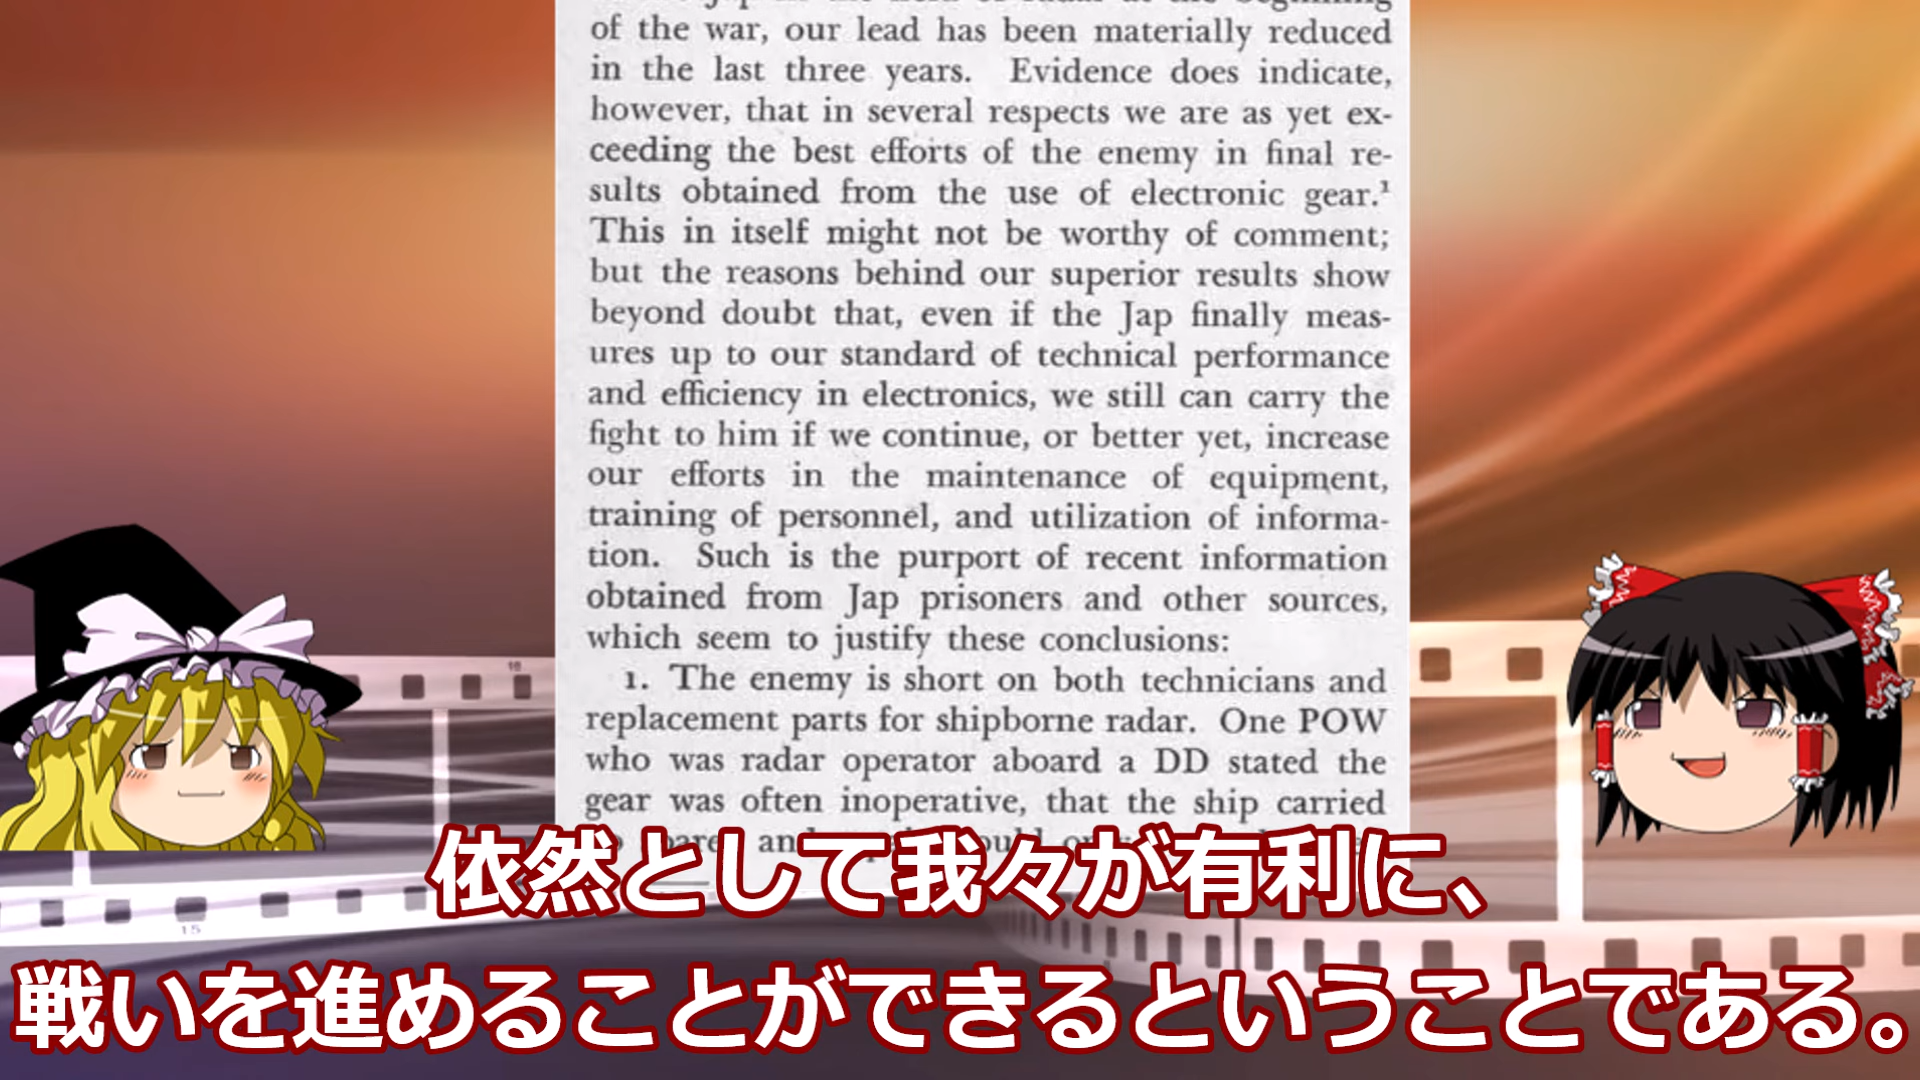 of the war, our lead has been materially reduced
in the last three years. Evidence does indicate,
however, that in several respects we are as yet ex-
ceeding the best efforts of the enemy in final re-
sults obtained from the use of electronic gear.¹
This in itself might not be worthy of comment;
but the reasons behind our superior results show
beyond doubt that, even if the Jap finally meas-
ures up to our standard of technical performance
and efficiency in electronics, we still can carry the
fight to him if we continue, or better yet, increase
our efforts in the maintenance of equipment,
training of personnel, and utilization of informa-
tion. Such is the purport of recent information
obtained from Jap prisoners and other sources,
which seem to justify these conclusions:
1. The enemy is short on both technicians and
replacement parts for shipborne radar. One POW
who was radar operator aboard a DD stated the
gear was often inoperative, that the ship carried
依然として我々が有利に、
戦いを進めることができるということである。
16
15